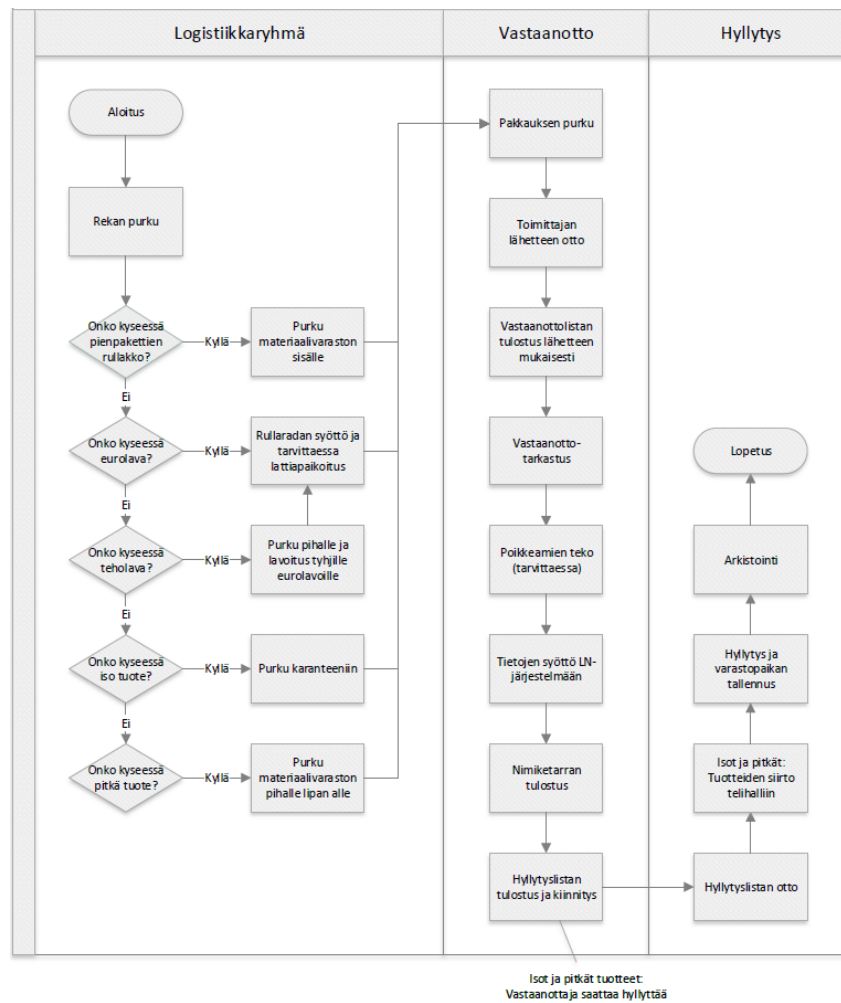 Logistiikkaryhmä
Vastaanotto
Hyllytys
Aloitus
Rekan purku
Onko kyseessä
pienpakettien
rullakko?
Kyllä
Purku
materiaalivaraston
sisälle
Ei
Onko kyseessä
eurolava?
Kyllä
Rullaradan syöttö ja
tarvittaessa
lattiapaikoitus
Ei
Onko kyseessä
teholava?
Kyllä
Purku pihalle ja
lavoitus tyhjille
eurolavoille
Ei
Onko kyseessä
iso tuote?
Kyllä
Purku karanteeniin
Ei
Onko kyseessä
pitkä tuote?
Kyllä
Purku
materiaalivaraston
pihalle lipan alle
Pakkauksen purku
Toimittajan
lähetteen otto
Vastaanottolistan
tulostus lähetteen
mukaisesti
Vastaanotto-
tarkastus
Poikkeamien teko
(tarvittaessa)
Tietojen syöttö LN-
järjestelmään
Nimiketarran
tulostus
Hyllytyslistan
tulostus ja kiinnitys
Isot ja pitkät tuotteet:
Vastaanottaja saattaa hyllyttää
Hyllytyslistan otto
Isot ja pitkät:
Tuotteiden siirto
telihalliin
Hyllytys ja
varastopaikan
tallennus
Arkistointi
Lopetus